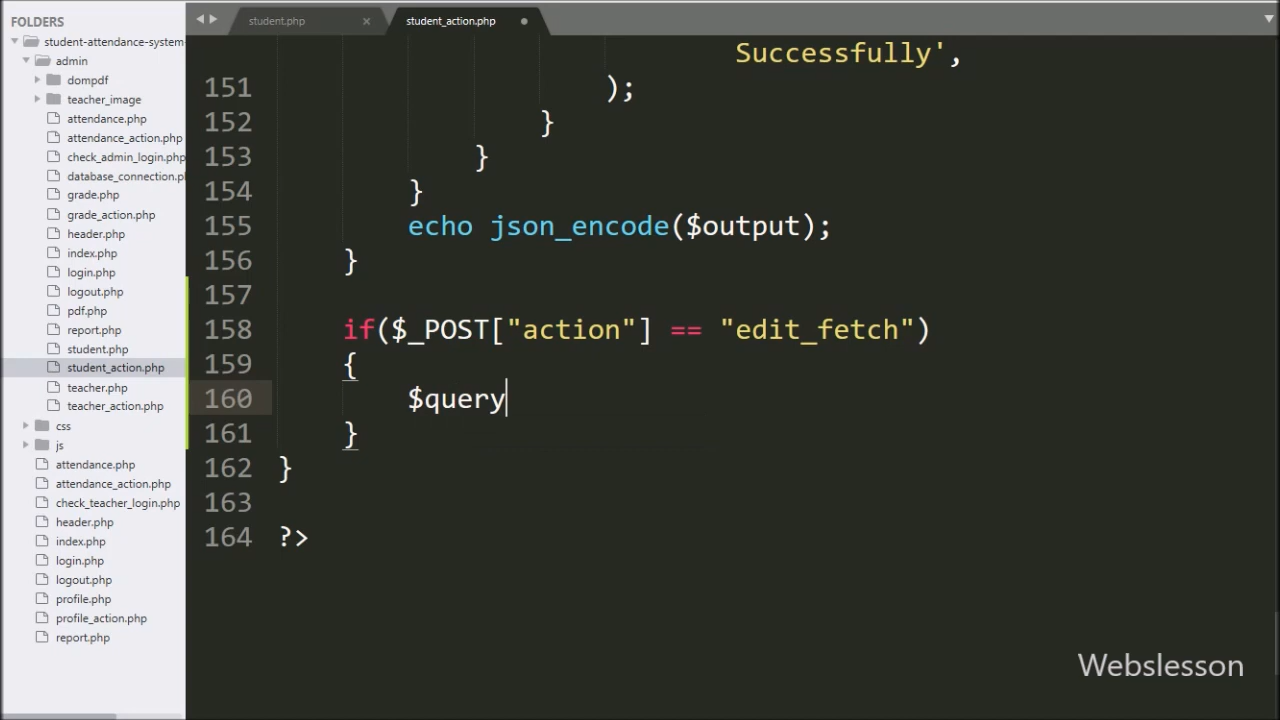 FOLDERS
student-attendance-system-
admin
dompdf
teacher_image
attendance.php
attendance_action.php
check_admin_login.php
database_connection.pl
grade.php
grade_action.php
header.php
index.php
login.php
logout.php
pdf.php
report.php
student.php
student_action.php
teacher.php
teacher_action.php
css
js
attendance.php
attendance_action.php
check_teacher_login.php
header.php
index.php
login.php
logout.php
profile.php
profile_action.php
report.php
student.php × student_action.php
Successfully',
151 );
152 }
153 }
154 }
155 echo json_encode($output);
156 }
157
158 if($_POST["action"] == "edit_fetch")
159 {
160 $query
161 }
162 }
163
164 ?>
Webslesson